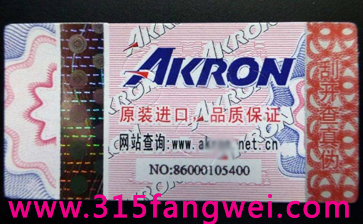 AKRON
原装进口 品质保证
网站查询:www.ak
net.cn
NO:86000105400
刮开查真伪
www.315fangwei.com